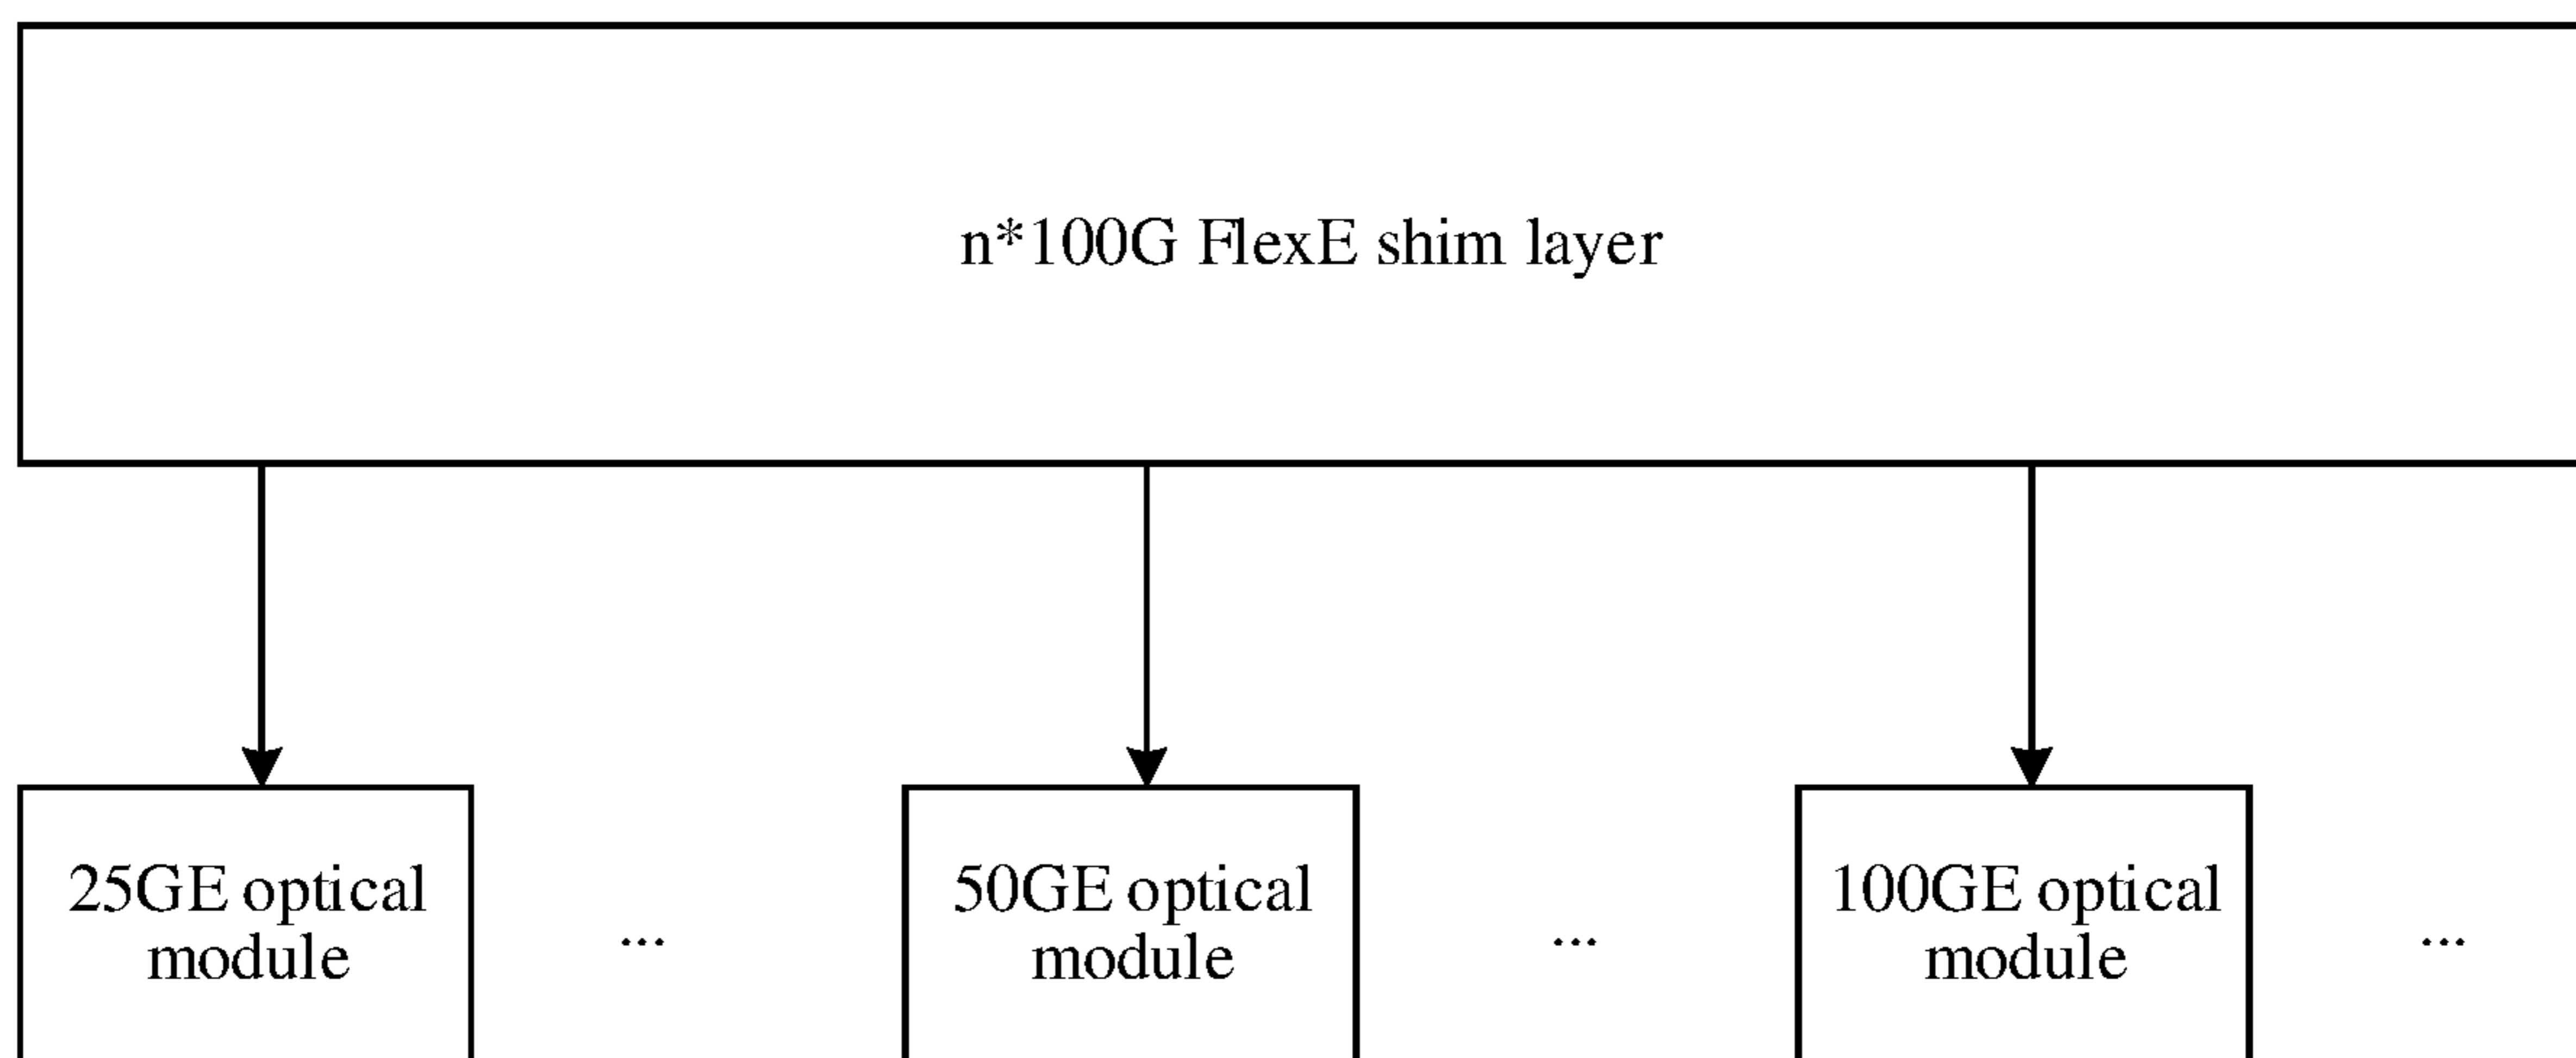 n*100G FlexE shim layer
25GE optical
module
...
50GE optical
module
...
100GE optical
module
...